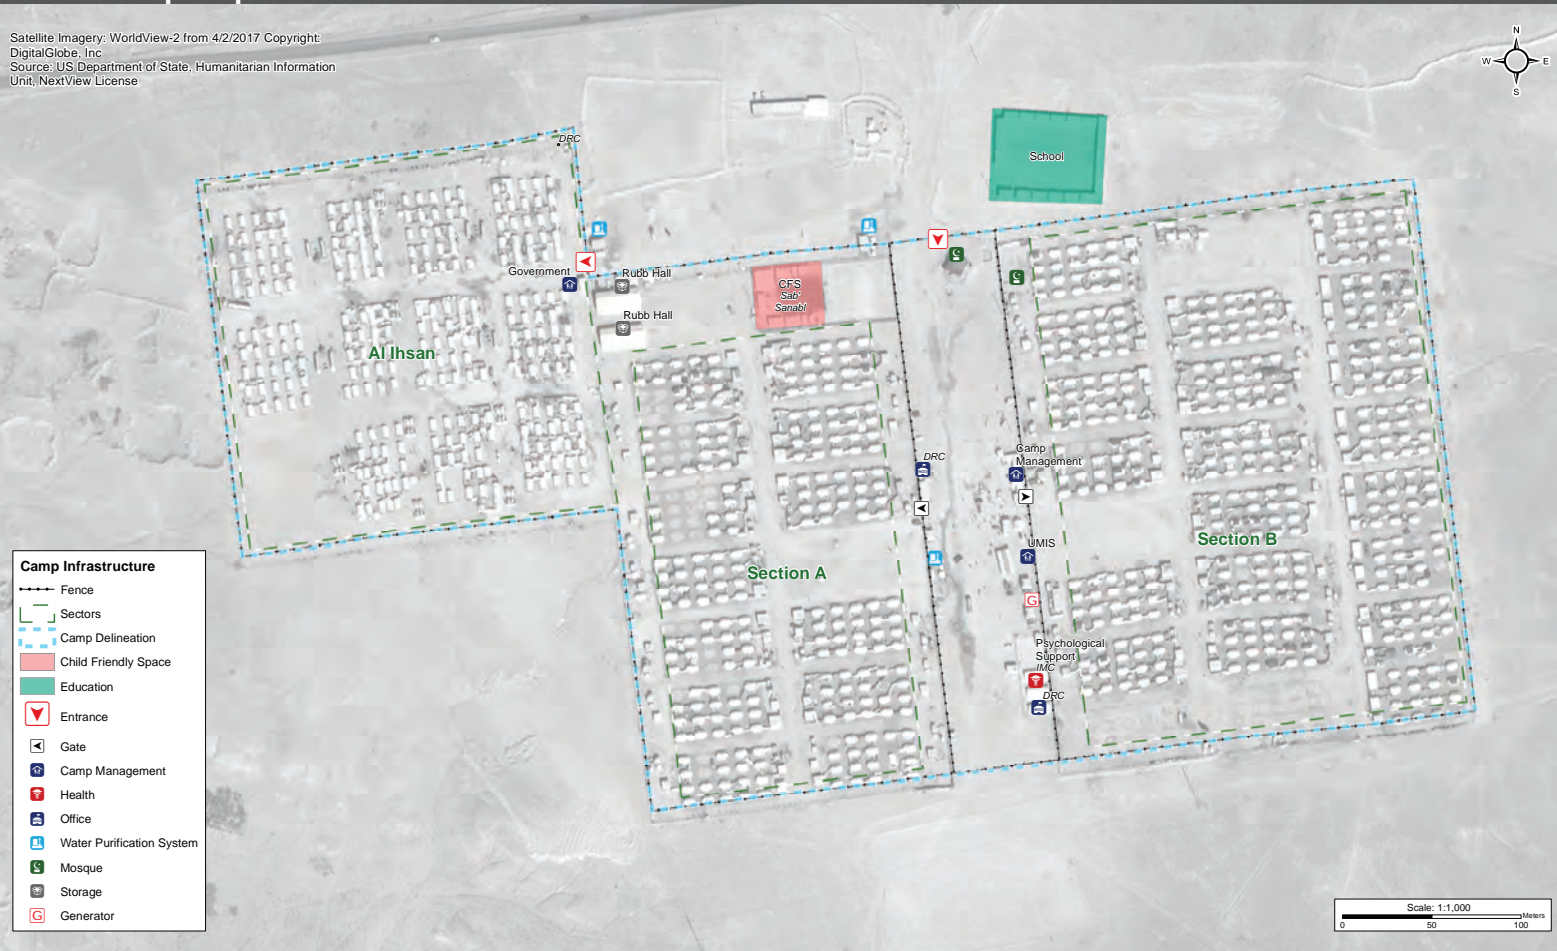 Satellite Imagery: WorldView-2 from 4/2/2017 Copyright:
DigitalGlobe, Inc
Source: US Department of State, Humanitarian Information
Unit, NextView License
N
W
E
S
DRC
School
Government
Rubb Hall
CFS
Sab'
Sanabl
Rubb Hall
Al Ihsan
Camp
Management
DRC
Section B
UMIS
Section A
G
Psychological
Support
IMC
DRC
Camp Infrastructure
Fence
Sectors
Camp Delineation
Child Friendly Space
Education
Entrance
Gate
Camp Management
Health
Office
Water Purification System
Mosque
Storage
G Generator
Scale: 1:1,000
Meters
0 50 100